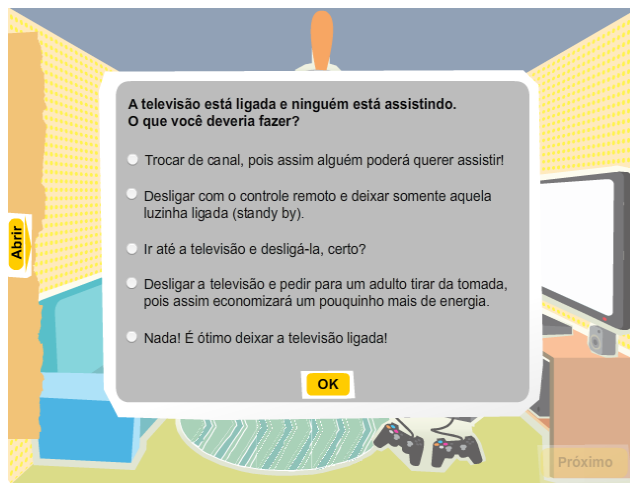 A televisão está ligada e ninguém está assistindo.
O que você deveria fazer?
Trocar de canal, pois assim alguém poderá querer assistir!
Desligar com o controle remoto e deixar somente aquela
luzinha ligada (standy by).
Ir até a televisão e desligá-la, certo?
Desligar a televisão e pedir para um adulto tirar da tomada,
pois assim economizará um pouquinho mais de energia.
Nada! É ótimo deixar a televisão ligada!
OK
Abrir
Próximo